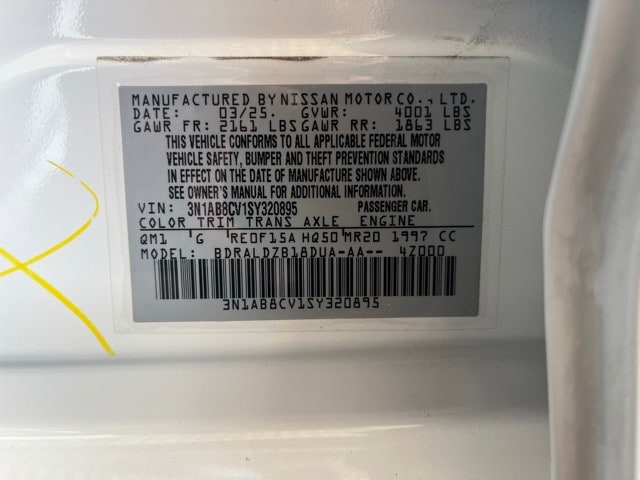 MANUFACTURED BY NISSAN MOTOR CO., LTD.
DATE: 03/25. GVWR: 4001 LBS
GAWR FR: 2161 LBS GAWR RR: 1863 LBS
THIS VEHICLE CONFORMS TO ALL APPLICABLE FEDERAL MOTOR
VEHICLE SAFETY, BUMPER AND THEFT PREVENTION STANDARDS
IN EFFECT ON THE DATE OF MANUFACTURE SHOWN ABOVE.
SEE OWNER'S MANUAL FOR ADDITIONAL INFORMATION.
VIN: 3N1AB8CV1SY320895 PASSENGER CAR.
COLOR TRIM TRANS AXLE ENGINE
QM1 G RE0F15A HQ50 MR20 1997 CC
MODEL: BDRALDZB18DUA-AA-- 4Z000
3N1AB8CV1SY320895